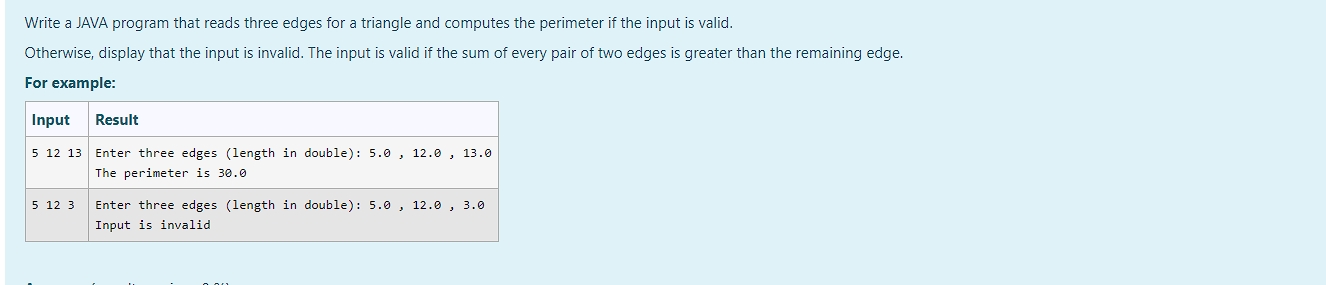 Write a JAVA program that reads three edges for a triangle and computes the perimeter if the input is valid.
Otherwise, display that the input is invalid. The input is valid if the sum of every pair of two edges is greater than the remaining edge.
For example:
Input Result
5 12 13 Enter three edges (length in double): 5.0 , 12.0 , 13.0
The perimeter is 30.0
5 12 3 Enter three edges (length in double): 5.0 , 12.0 , 3.0
Input is invalid